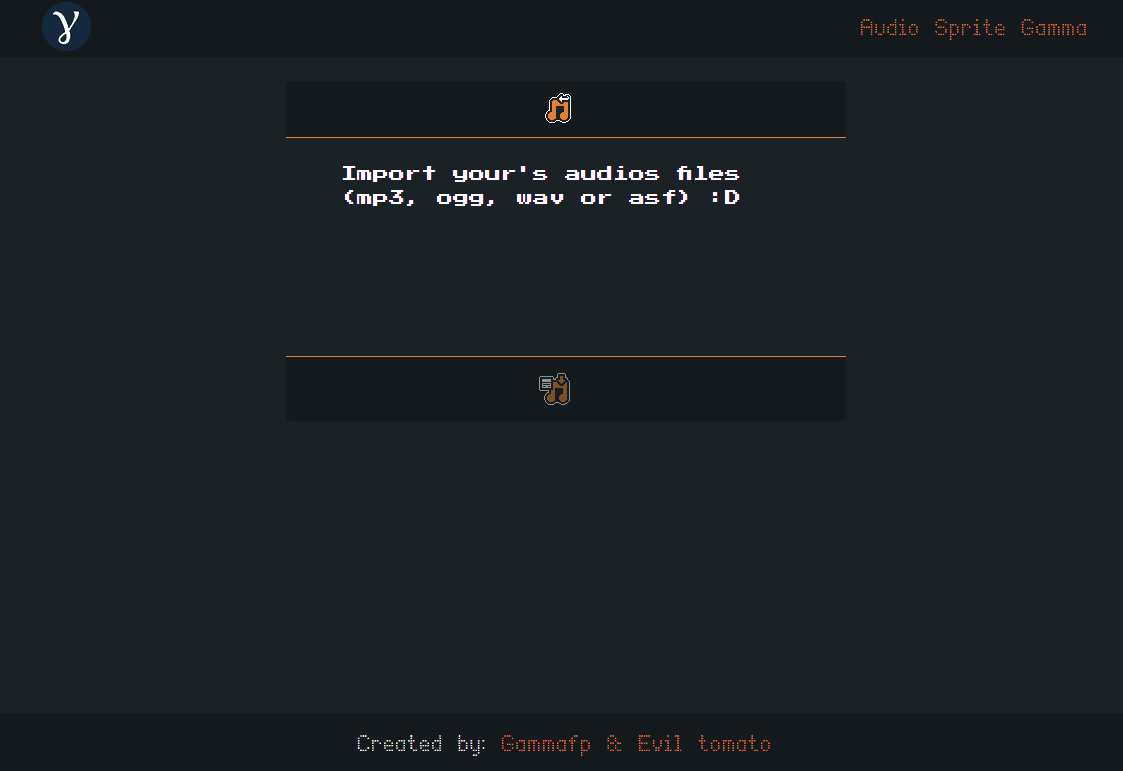 γ
Audio Sprite Gamma
Import your's audios files
(mp3, ogg, wav or asf) :D
Created by: Gammafp & Evil tomato